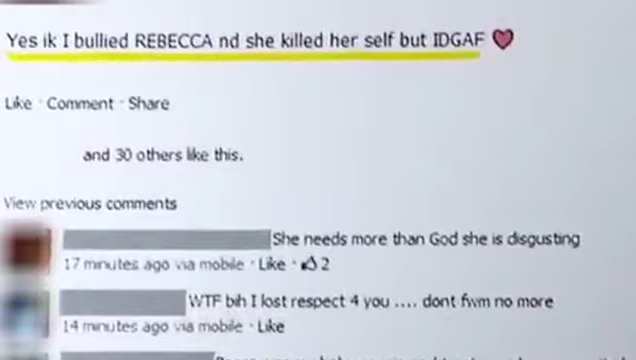 Yes ik I bullied REBECCA nd she killed her self but IDGAF
Like · Comment · Share
and 30 others like this.
View previous comments
She needs more than God she is disgusting
17 minutes ago via mobile · Like · 2
WTF bih I lost respect 4 you .... dont fwm no more
14 minutes ago via mobile · Like